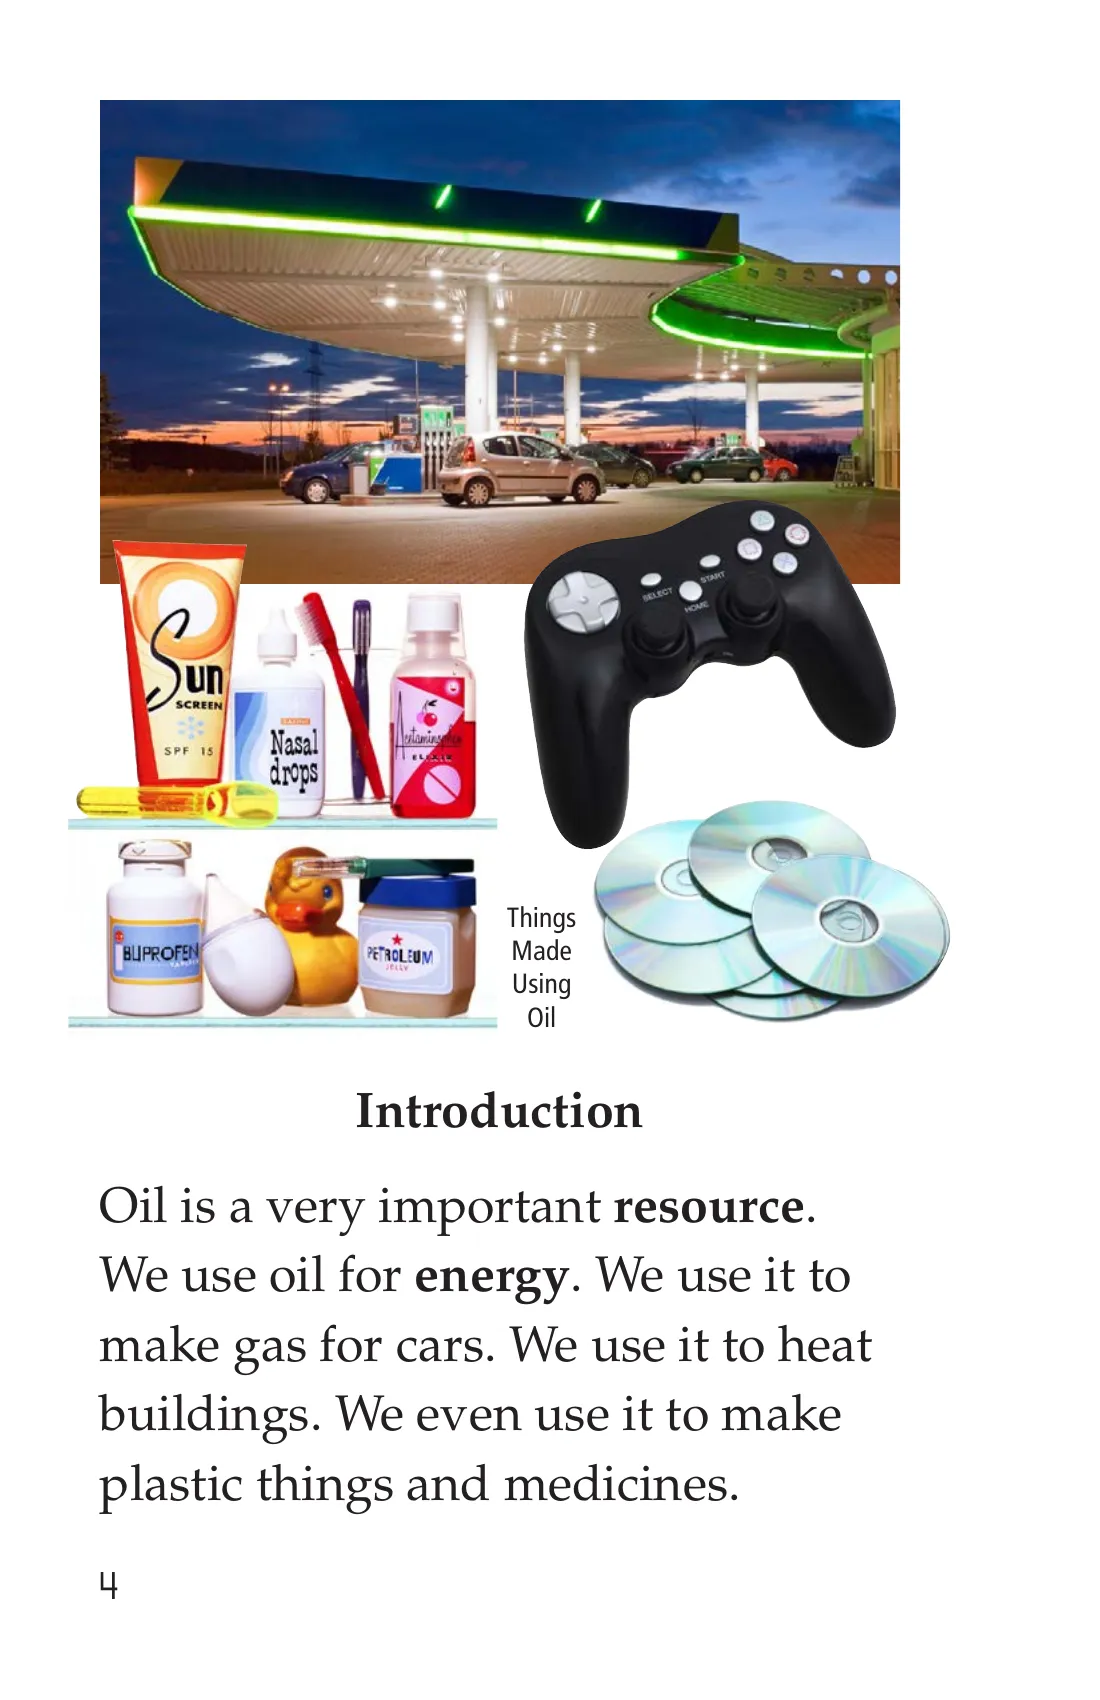 Sun
SCREEN
SPF 15
Nasal
drops
Acetaminophen
ELIXIR
SELECT
START
HOME
IBUPROFEN
PETROLEUM
JELLY
Things
Made
Using
Oil
Introduction
Oil is a very important resource.
We use oil for energy. We use it to
make gas for cars. We use it to heat
buildings. We even use it to make
plastic things and medicines.
4